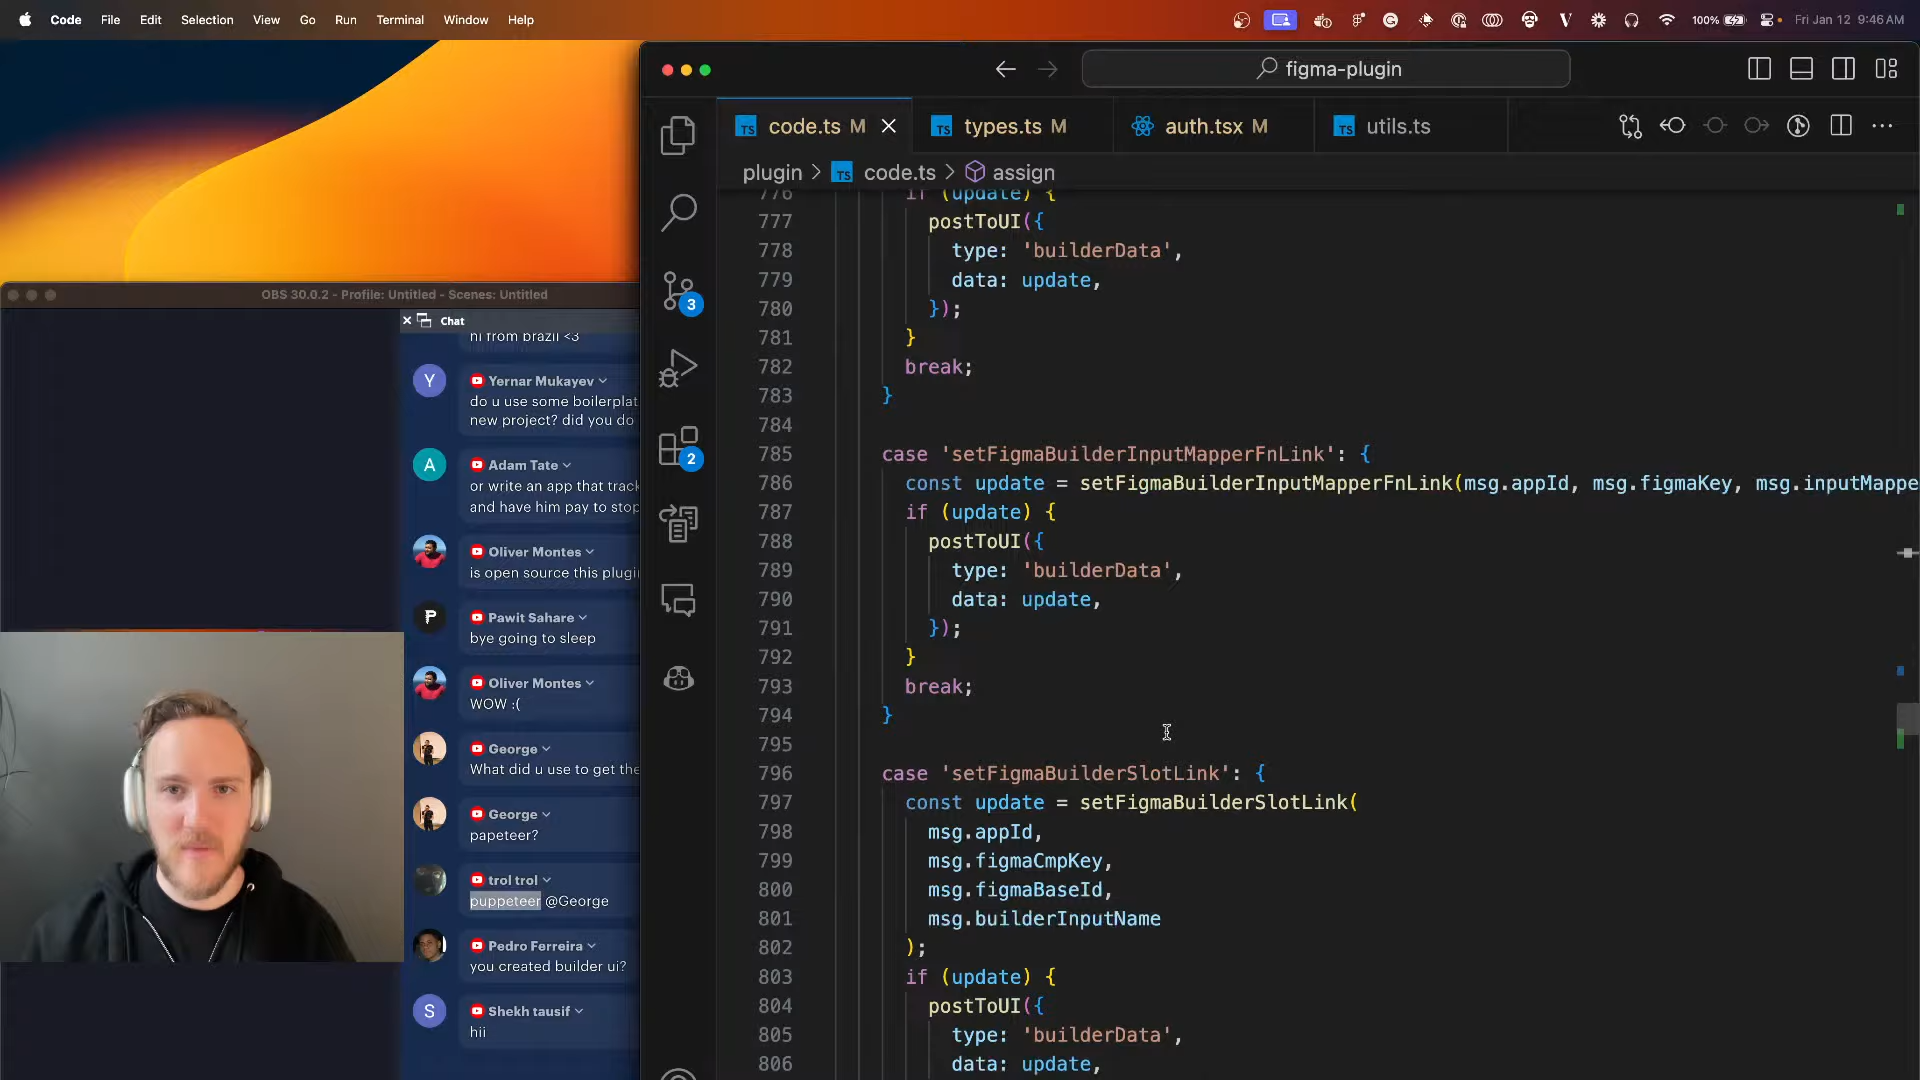 Code File Edit Selection View Go Run Terminal Window Help
100% Fri Jan 12 9:46 AM
figma-plugin
TS code.ts M
TS types.ts M
auth.tsx M
TS utils.ts
plugin > TS code.ts > assign
OBS 30.0.2 - Profile: Untitled - Scenes: Untitled
Chat
hi from brazil <3
Y Yernar Mukayev
do u use some boilerplat
new project? did you do
A Adam Tate
or write an app that track
and have him pay to stop
Oliver Montes
is open source this plugi
Pawit Sahare
bye going to sleep
Oliver Montes
WOW :(
George
What did u use to get the
George
papeteer?
trol trol
puppeteer @George
Pedro Ferreira
you created builder ui?
S Shekh tausif
hii
3
2
776 if (update) {
777 postToUI({
778 type: 'builderData',
779 data: update,
780 });
781 }
782 break;
783 }
784
785 case 'setFigmaBuilderInputMapperFnLink': {
786 const update = setFigmaBuilderInputMapperFnLink(msg.appId, msg.figmaKey, msg.inputMappe
787 if (update) {
788 postToUI({
789 type: 'builderData',
790 data: update,
791 });
792 }
793 break;
794 }
795
796 case 'setFigmaBuilderSlotLink': {
797 const update = setFigmaBuilderSlotLink(
798 msg.appId,
799 msg.figmaCmpKey,
800 msg.figmaBaseId,
801 msg.builderInputName
802 );
803 if (update) {
804 postToUI({
805 type: 'builderData',
806 data: update,